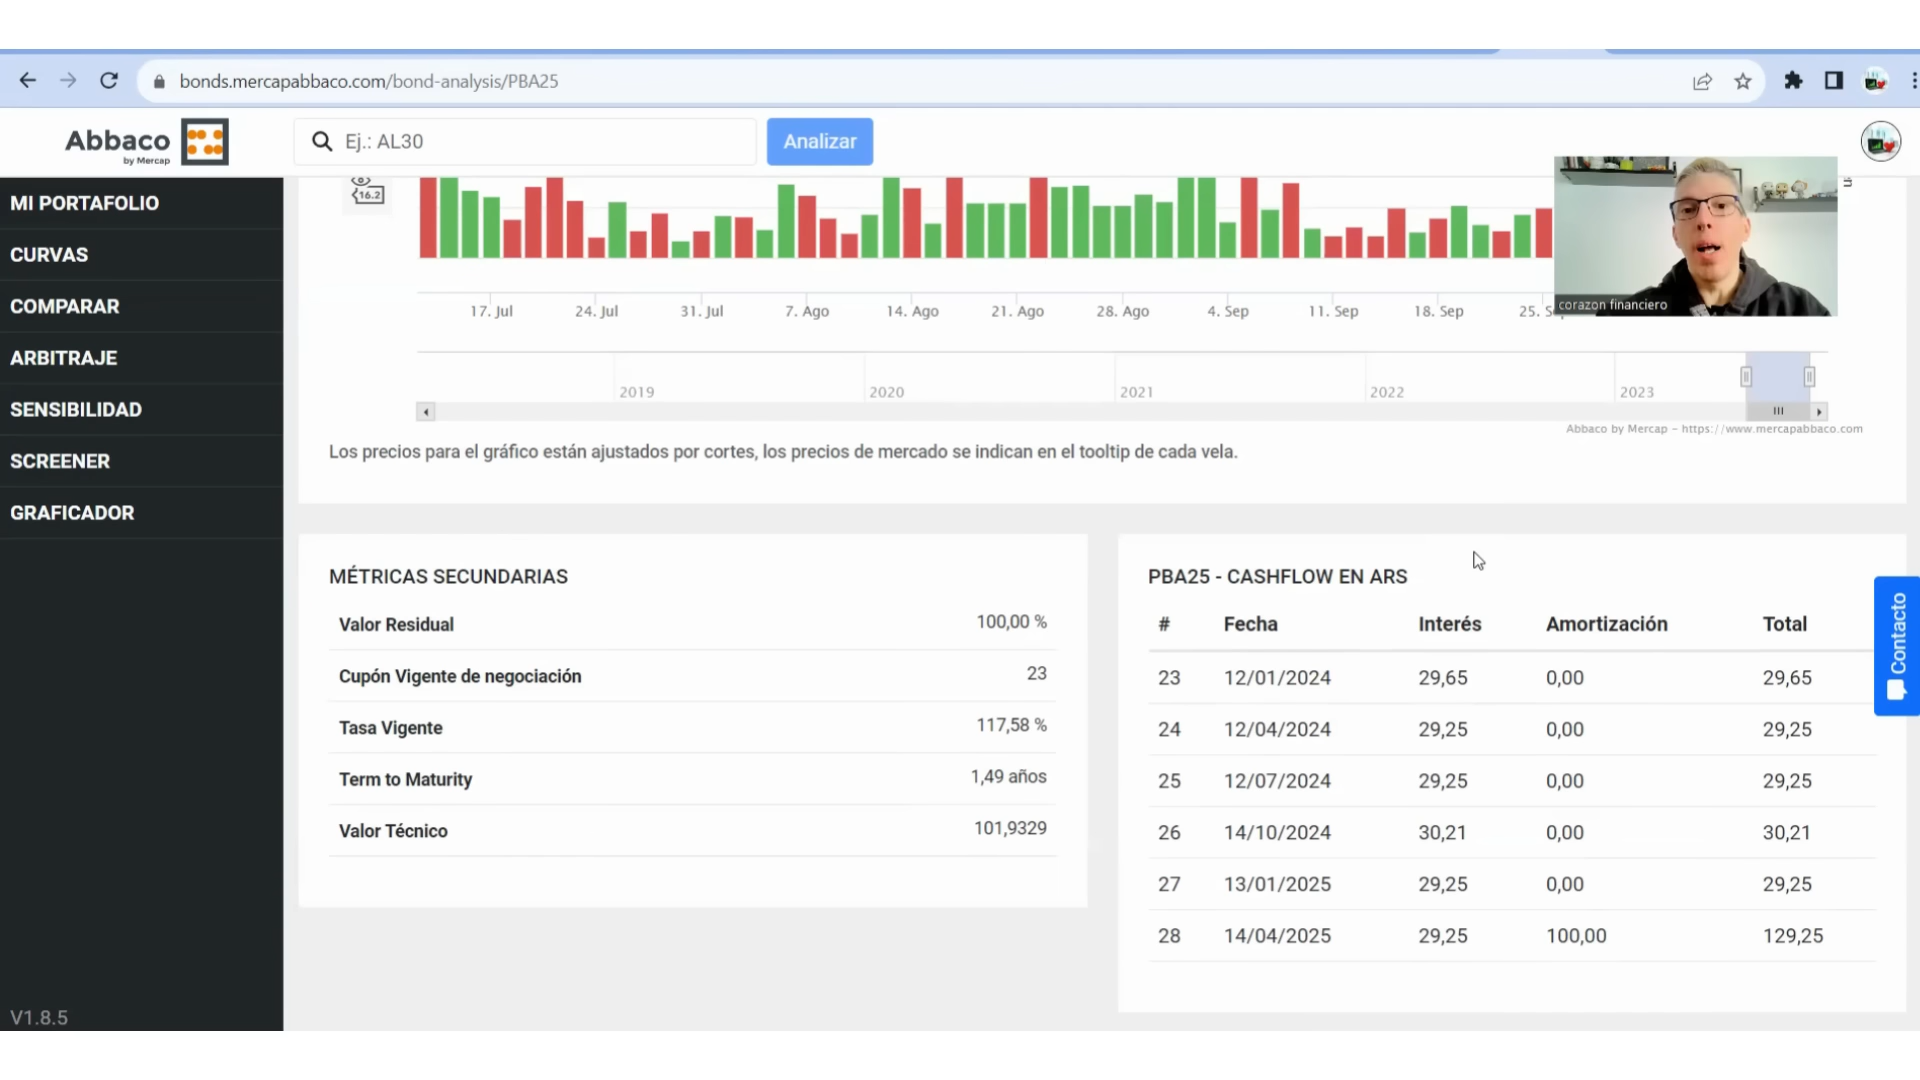 bonds.mercapabbaco.com/bond-analysis/PBA25
Abbaco
by Mercap
Ej.: AL30
Analizar
MI PORTAFOLIO
CURVAS
COMPARAR
ARBITRAJE
SENSIBILIDAD
SCREENER
GRAFICADOR
V1.8.5
16.2
17. Jul 24. Jul 31. Jul 7. Ago 14. Ago 21. Ago 28. Ago 4. Sep 11. Sep 18. Sep 25.
corazon financiero
2019 2020 2021 2022 2023
Abbaco by Mercap - https://www.mercapabbaco.com
Los precios para el gráfico están ajustados por cortes, los precios de mercado se indican en el tooltip de cada vela.
MÉTRICAS SECUNDARIAS
Valor Residual 100,00 %
Cupón Vigente de negociación 23
Tasa Vigente 117,58 %
Term to Maturity 1,49 años
Valor Técnico 101,9329
PBA25 - CASHFLOW EN ARS
# Fecha Interés Amortización Total
23 12/01/2024 29,65 0,00 29,65
24 12/04/2024 29,25 0,00 29,25
25 12/07/2024 29,25 0,00 29,25
26 14/10/2024 30,21 0,00 30,21
27 13/01/2025 29,25 0,00 29,25
28 14/04/2025 29,25 100,00 129,25
Contacto